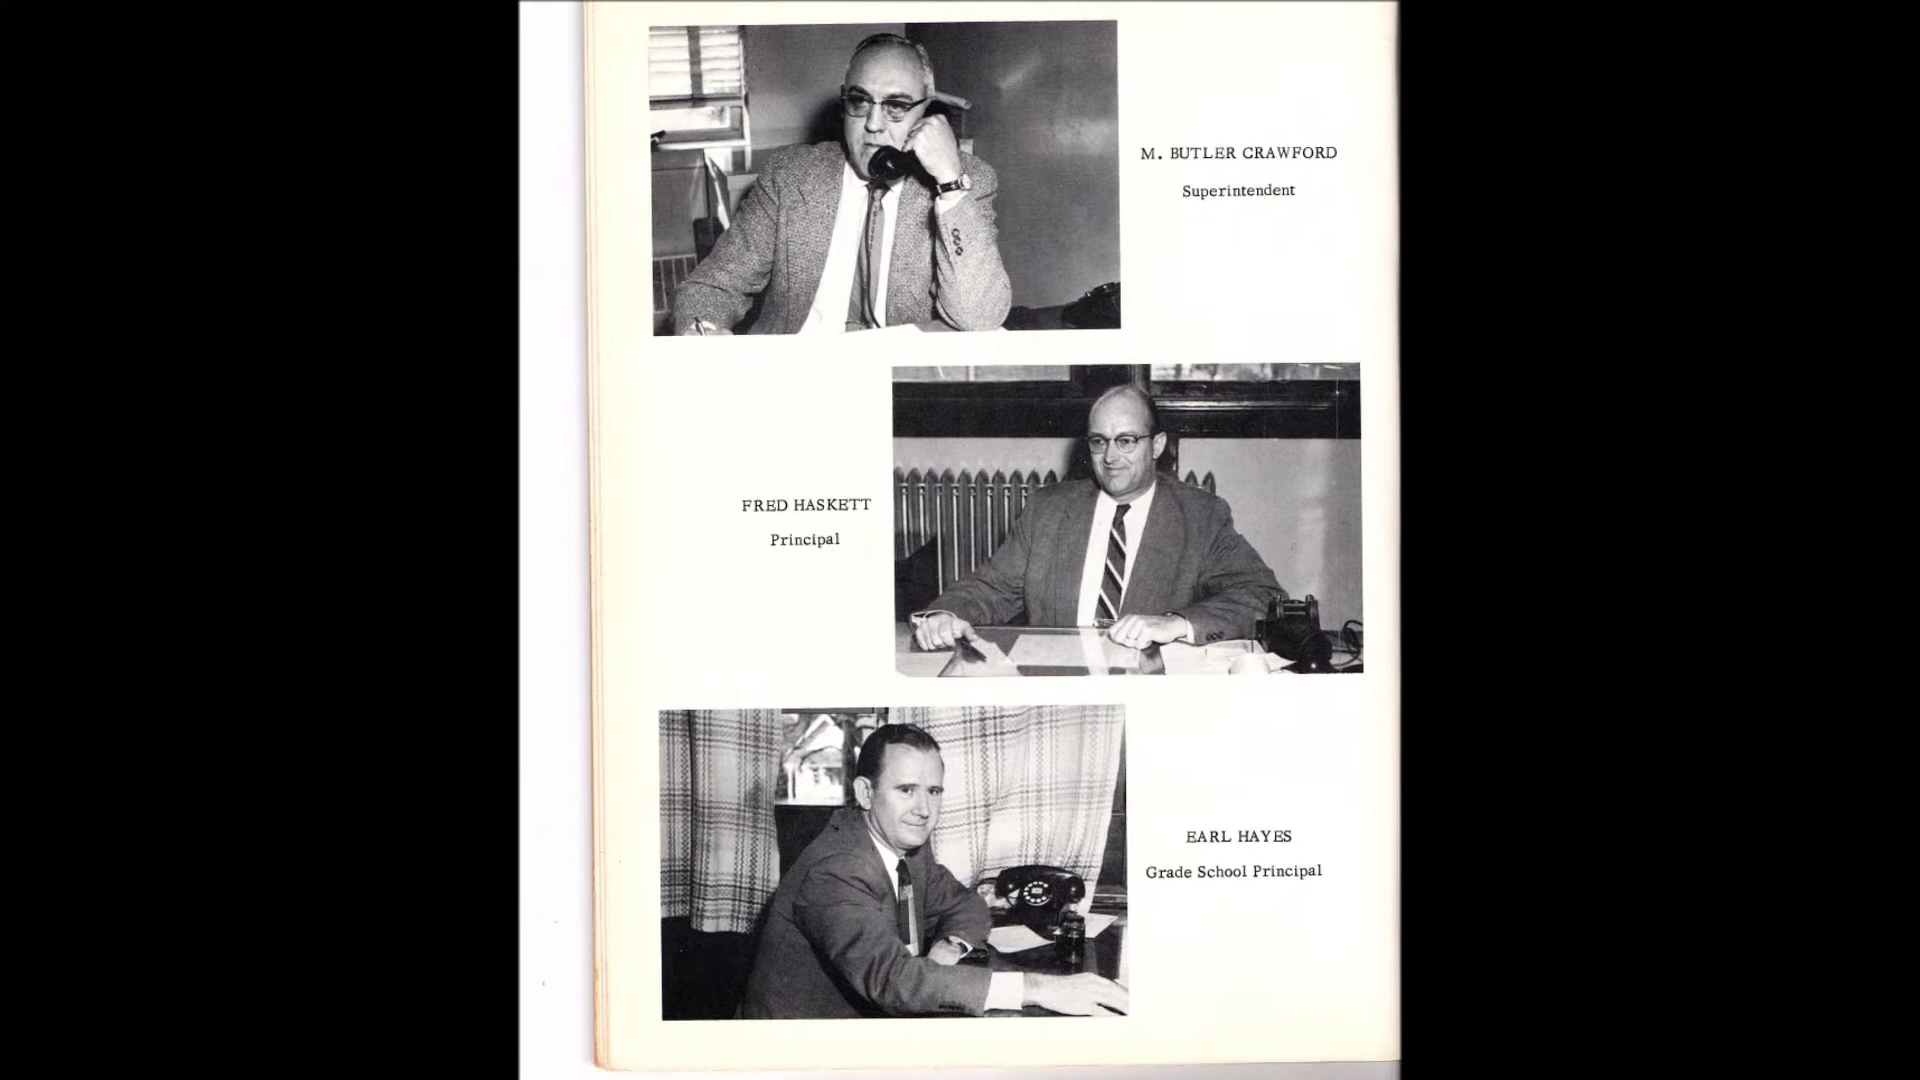 M. BUTLER CRAWFORD
Superintendent
FRED HASKETT
Principal
EARL HAYES
Grade School Principal